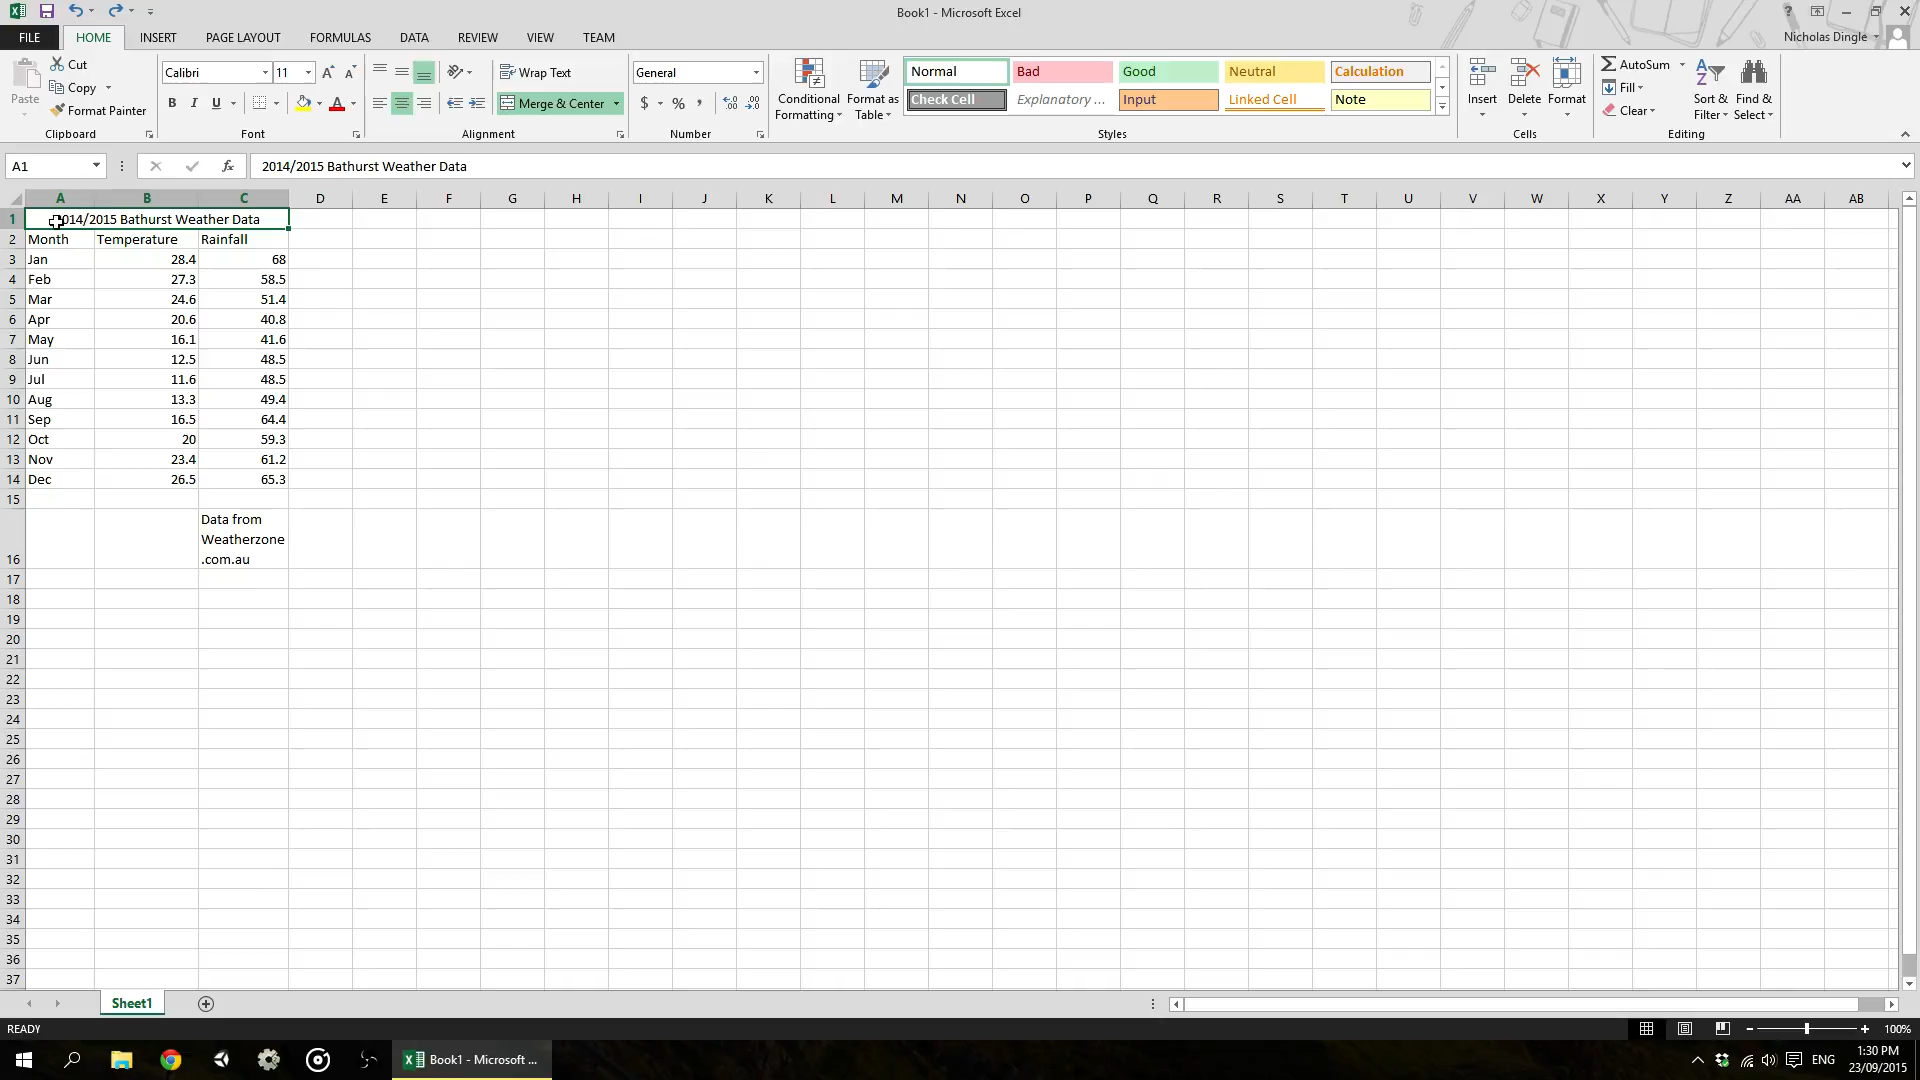 Book1 - Microsoft Excel
?
FILE HOME INSERT PAGE LAYOUT FORMULAS DATA REVIEW VIEW TEAM
Nicholas Dingle
Cut
Copy
Format Painter
Paste
Clipboard
Calibri 11
B I U
Font
Wrap Text
Merge & Center
Alignment
General
$ % ,
Number
Conditional Formatting
Format as Table
Normal Bad Good Neutral Calculation
Check Cell Explanatory ... Input Linked Cell Note
Styles
Insert Delete Format
Cells
AutoSum
Fill
Clear
Sort & Filter
Find & Select
Editing
A1 fx 2014/2015 Bathurst Weather Data
A B C D E F G H I J K L M N O P Q R S T U V W X Y Z AA AB
1 2014/2015 Bathurst Weather Data
2 Month Temperature Rainfall
3 Jan 28.4 68
4 Feb 27.3 58.5
5 Mar 24.6 51.4
6 Apr 20.6 40.8
7 May 16.1 41.6
8 Jun 12.5 48.5
9 Jul 11.6 48.5
10 Aug 13.3 49.4
11 Sep 16.5 64.4
12 Oct 20 59.3
13 Nov 23.4 61.2
14 Dec 26.5 65.3
15
Data from
Weatherzone
16 .com.au
17
18
19
20
21
22
23
24
25
26
27
28
29
30
31
32
33
34
35
36
37
Sheet1
READY
100%
Book1 - Microsoft ...
ENG
1:30 PM
23/09/2015